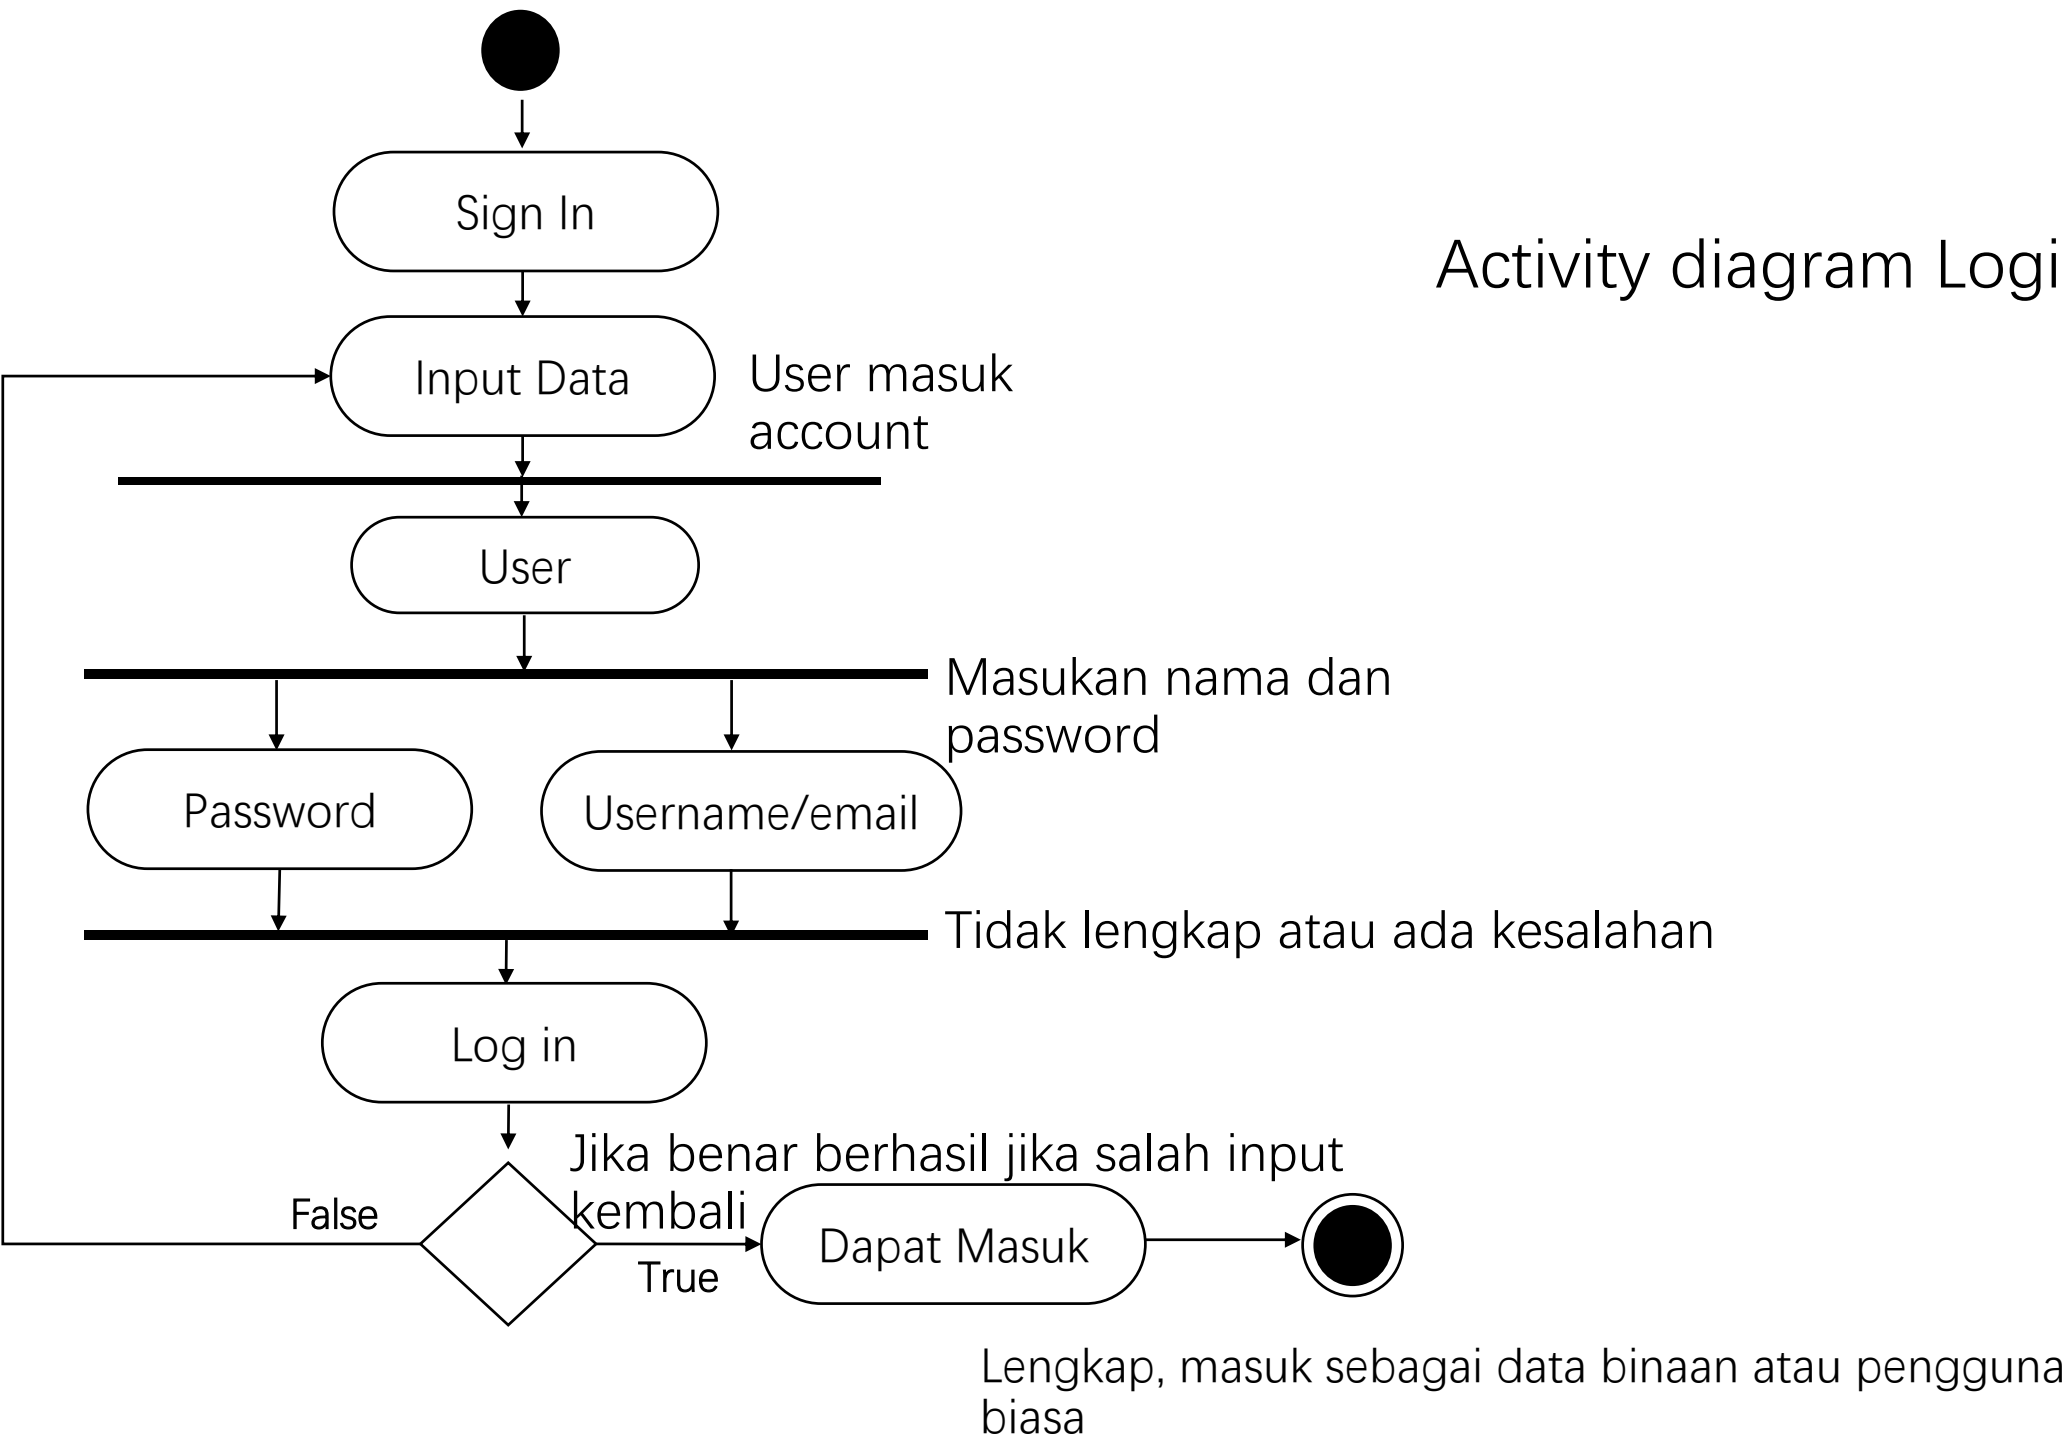 Sign In
Activity diagram Logi
Input Data
User masuk
account
User
Masukan nama dan
password
Password
Username/email
Tidak lengkap atau ada kesalahan
Log in
Jika benar berhasil jika salah input
kembali
False
True
Dapat Masuk
Lengkap, masuk sebagai data binaan atau pengguna
biasa